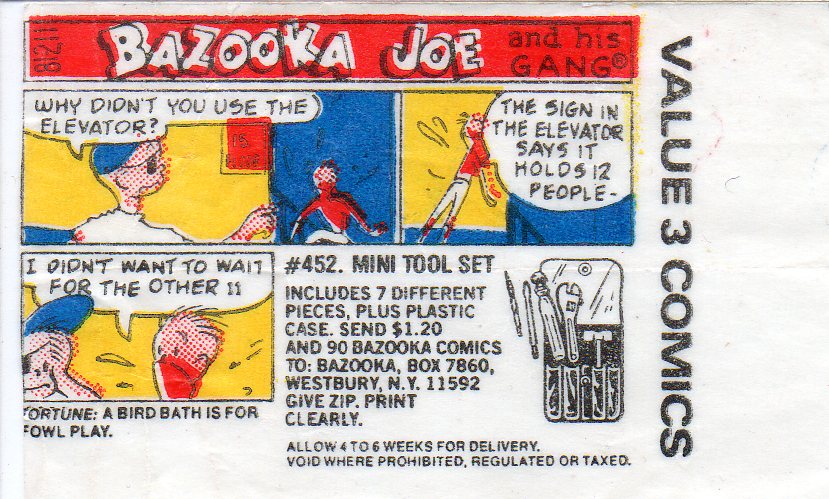 81211
BAZOOKA JOE
and his
GANG®
WHY DIDN'T YOU USE THE
ELEVATOR?
15
THE SIGN IN
THE ELEVATOR
SAYS IT
HOLDS 12
PEOPLE-
I DIDN'T WANT TO WAIT
FOR THE OTHER 11
FORTUNE: A BIRD BATH IS FOR
FOWL PLAY.
#452. MINI TOOL SET
INCLUDES 7 DIFFERENT
PIECES, PLUS PLASTIC
CASE. SEND $1.20
AND 90 BAZOOKA COMICS
TO: BAZOOKA, BOX 7860,
WESTBURY, N.Y. 11592
GIVE ZIP. PRINT
CLEARLY.
ALLOW 4 TO 6 WEEKS FOR DELIVERY.
VOID WHERE PROHIBITED, REGULATED OR TAXED.
VALUE 3 COMICS